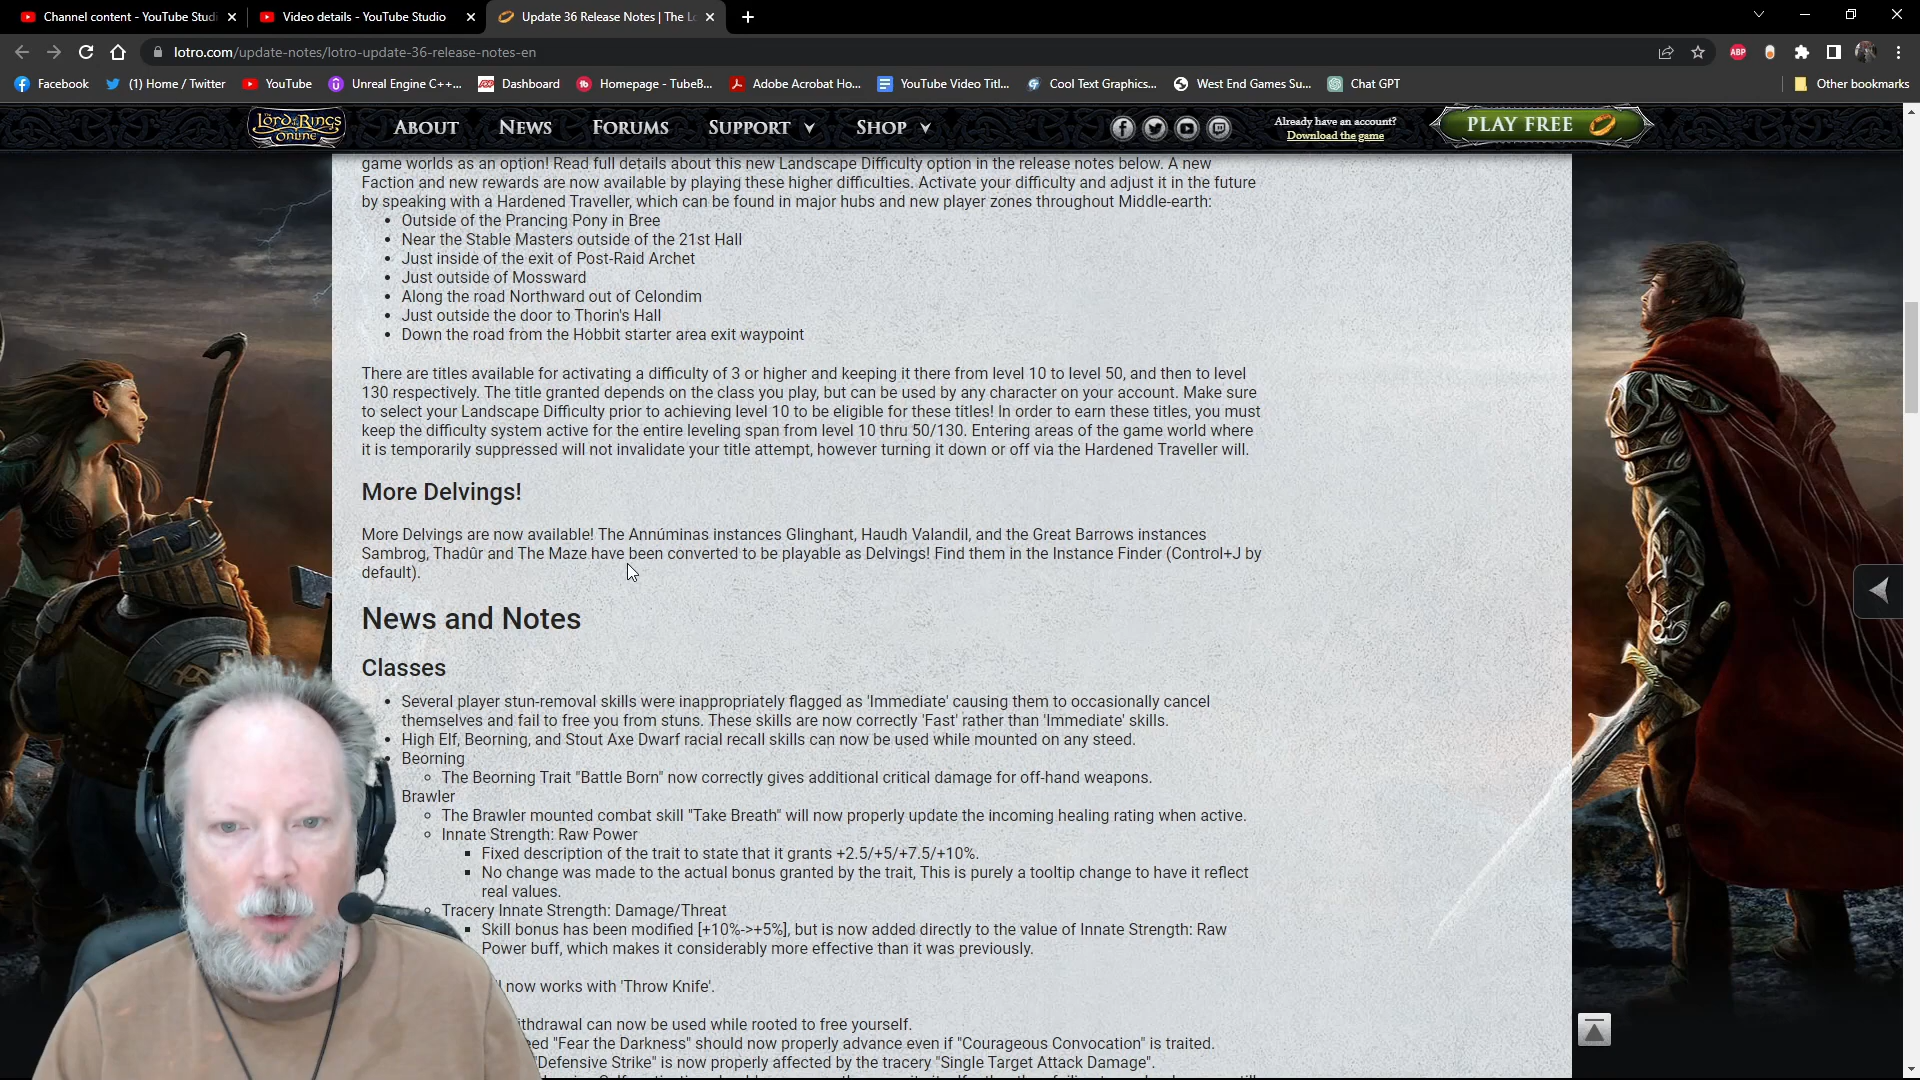 Channel content - YouTube Studi
Video details - YouTube Studio
Update 36 Release Notes | The Lo
lotro.com/update-notes/lotro-update-36-release-notes-en
ABP
Facebook
(1) Home / Twitter
YouTube
Unreal Engine C++...
Dashboard
Homepage - TubeB...
Adobe Acrobat Ho...
YouTube Video Titl...
Cool Text Graphics...
West End Games Su...
Chat GPT
Other bookmarks
The Lord of the Rings Online
About
News
Forums
Support
Shop
Already have an account?
Download the game
Play Free
game worlds as an option! Read full details about this new Landscape Difficulty option in the release notes below. A new
Faction and new rewards are now available by playing these higher difficulties. Activate your difficulty and adjust it in the future
by speaking with a Hardened Traveller, which can be found in major hubs and new player zones throughout Middle-earth:
• Outside of the Prancing Pony in Bree
• Near the Stable Masters outside of the 21st Hall
• Just inside of the exit of Post-Raid Archet
• Just outside of Mossward
• Along the road Northward out of Celondim
• Just outside the door to Thorin's Hall
• Down the road from the Hobbit starter area exit waypoint
There are titles available for activating a difficulty of 3 or higher and keeping it there from level 10 to level 50, and then to level
130 respectively. The title granted depends on the class you play, but can be used by any character on your account. Make sure
to select your Landscape Difficulty prior to achieving level 10 to be eligible for these titles! In order to earn these titles, you must
keep the difficulty system active for the entire leveling span from level 10 thru 50/130. Entering areas of the game world where
it is temporarily suppressed will not invalidate your title attempt, however turning it down or off via the Hardened Traveller will.
More Delvings!
More Delvings are now available! The Annúminas instances Glinghant, Haudh Valandil, and the Great Barrows instances
Sambrog, Thadûr and The Maze have been converted to be playable as Delvings! Find them in the Instance Finder (Control+J by
default).
News and Notes
Classes
• Several player stun-removal skills were inappropriately flagged as 'Immediate' causing them to occasionally cancel
themselves and fail to free you from stuns. These skills are now correctly 'Fast' rather than 'Immediate' skills.
• High Elf, Beorning, and Stout Axe Dwarf racial recall skills can now be used while mounted on any steed.
• Beorning
◦ The Beorning Trait "Battle Born" now correctly gives additional critical damage for off-hand weapons.
Brawler
◦ The Brawler mounted combat skill "Take Breath" will now properly update the incoming healing rating when active.
◦ Innate Strength: Raw Power
▪ Fixed description of the trait to state that it grants +2.5/+5/+7.5/+10%.
▪ No change was made to the actual bonus granted by the trait, This is purely a tooltip change to have it reflect
real values.
◦ Tracery Innate Strength: Damage/Threat
▪ Skill bonus has been modified [+10%->+5%], but is now added directly to the value of Innate Strength: Raw
Power buff, which makes it considerably more effective than it was previously.
now works with 'Throw Knife'.
ithdrawal can now be used while rooted to free yourself.
"Fear the Darkness" should now properly advance even if "Courageous Convocation" is traited.
"Defensive Strike" is now properly affected by the tracery "Single Target Attack Damage".